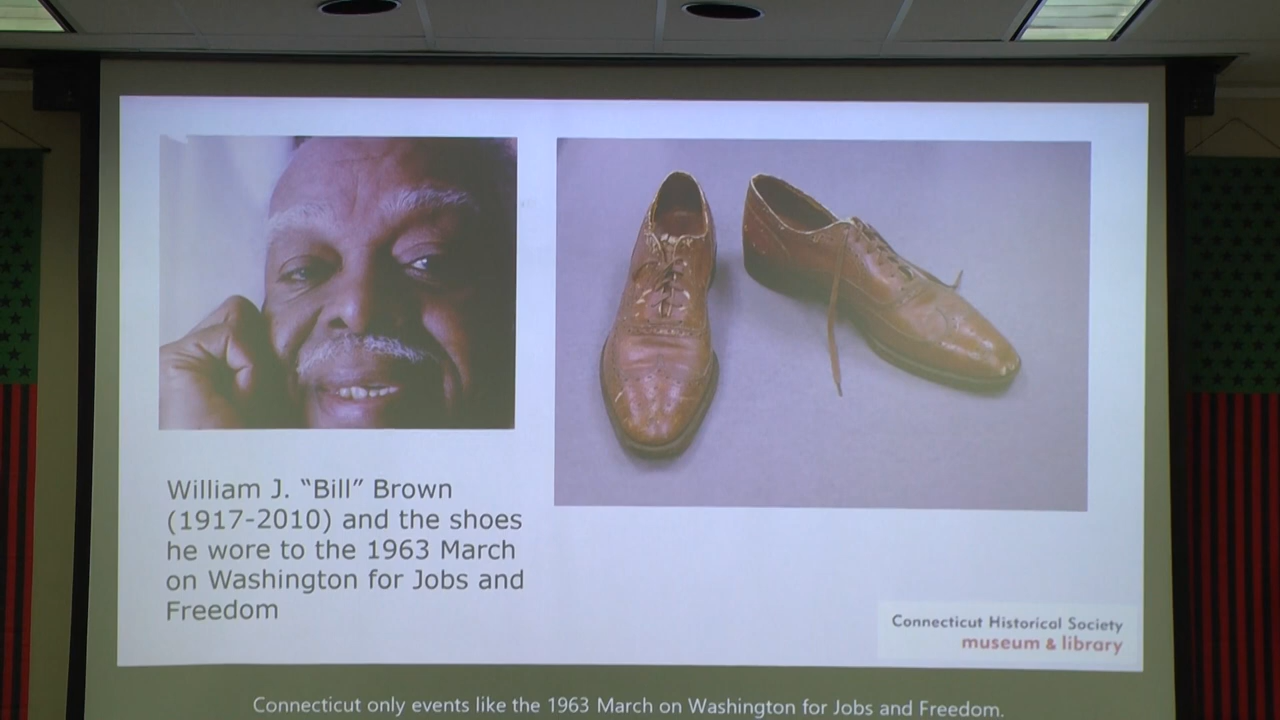 William J. “Bill” Brown
(1917-2010) and the shoes
he wore to the 1963 March
on Washington for Jobs and
Freedom
Connecticut Historical Society
museum & library
Connecticut only events like the 1963 March on Washington for Jobs and Freedom.